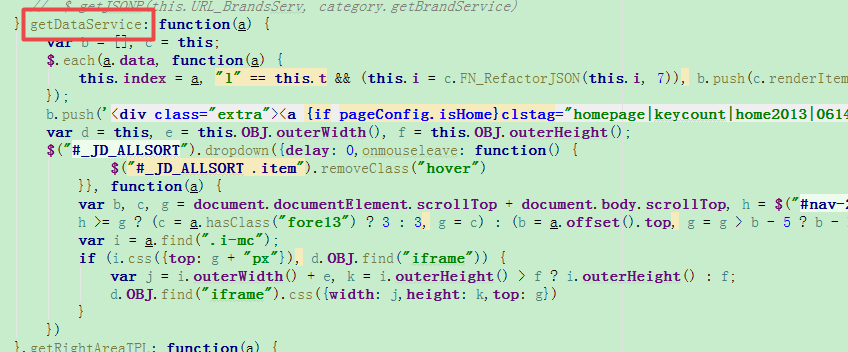 // $.getJSONP(this.URL_BrandsServ, category.getBrandService)
},getDataService: function(a) {
var b = [], c = this;
$.each(a.data, function(a) {
this.index = a, "l" == this.t && (this.i = c.FN_RefactorJSON(this.i, 7)), b.push(c.renderItem
});
b.push('<div class="extra"><a {if pageConfig.isHome}clstag="homepage|keycount|home2013|0614
var d = this, e = this.OBJ.outerWidth(), f = this.OBJ.outerHeight();
$("#_JD_ALLSORT").dropdown({delay: 0,onmouseleave: function() {
$("#_JD_ALLSORT .item").removeClass("hover")
}}, function(a) {
var b, c, g = document.documentElement.scrollTop + document.body.scrollTop, h = $("#nav-2
h >= g ? (c = a.hasClass("fore13") ? 3 : 3, g = c) : (b = a.offset().top, g = g > b - 5 ? b -
var i = a.find(".i-mc");
if (i.css({top: g + "px"}), d.OBJ.find("iframe")) {
var j = i.outerWidth() + e, k = i.outerHeight() > f ? i.outerHeight() : f;
d.OBJ.find("iframe").css({width: j,height: k,top: g})
}
})
},getRightAreaTPL: function(a) {